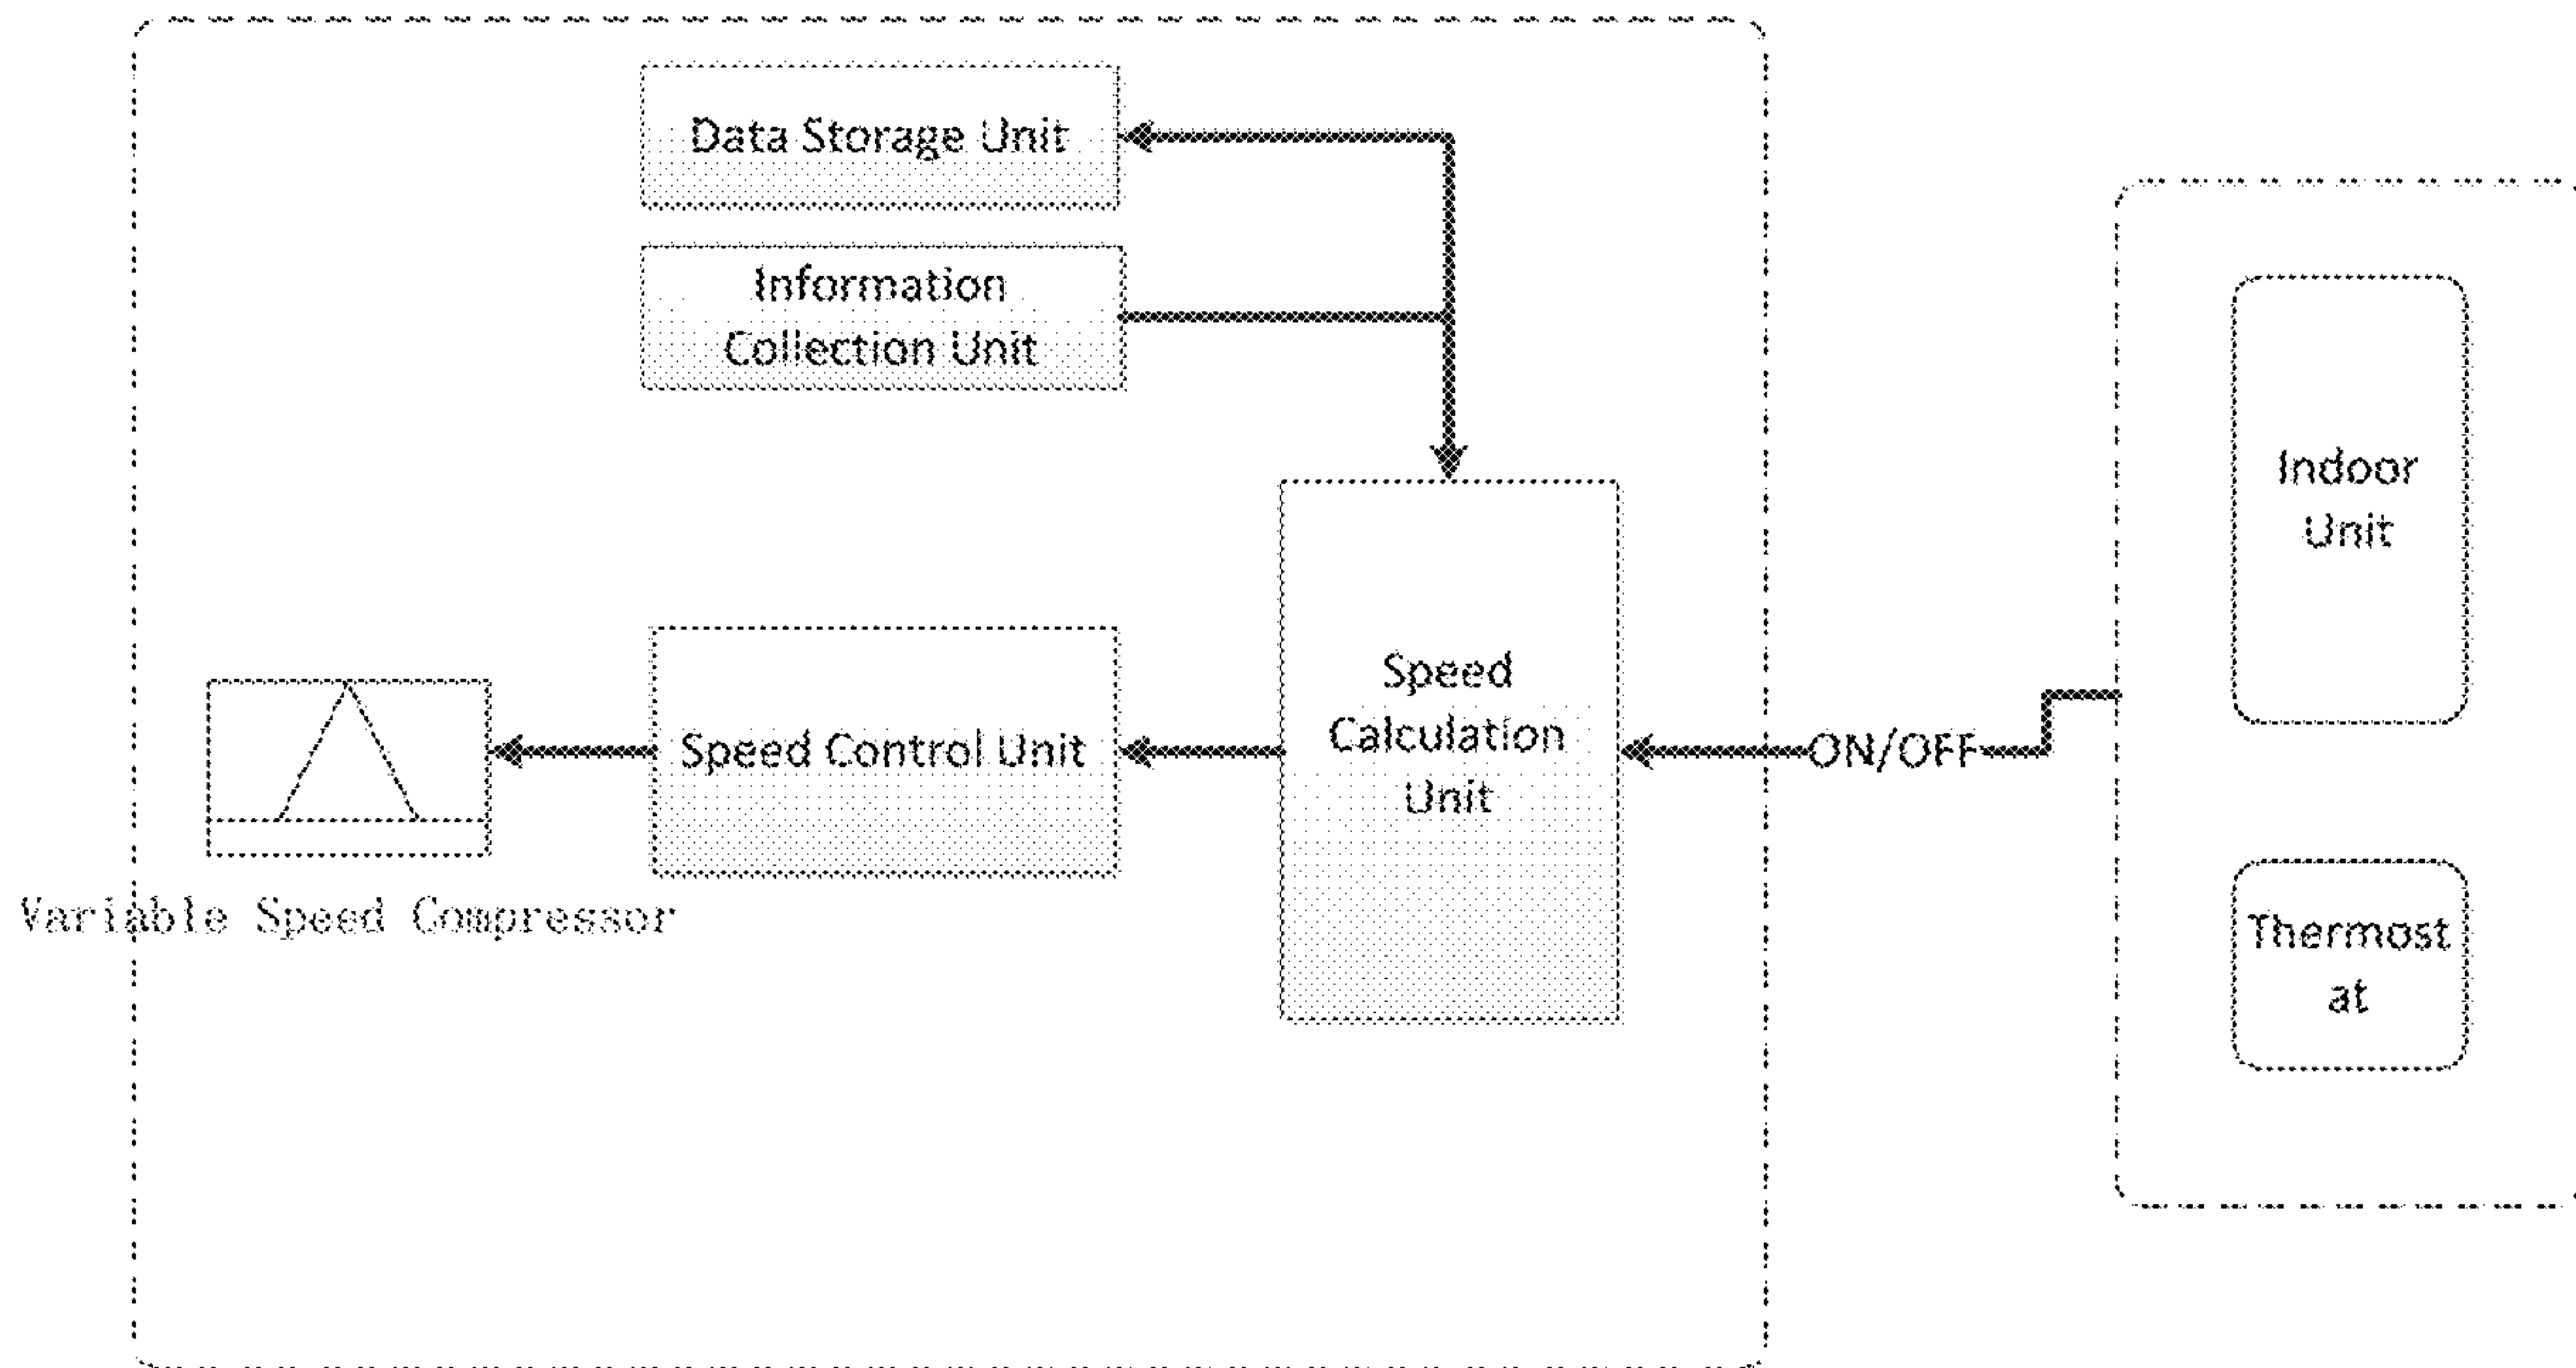 Data Storage Unit
Information
Collection Unit
Speed
Calculation
Unit
Speed Control Unit
Variable Speed Compressor
ON/OFF
Indoor
Unit
Thermost
at